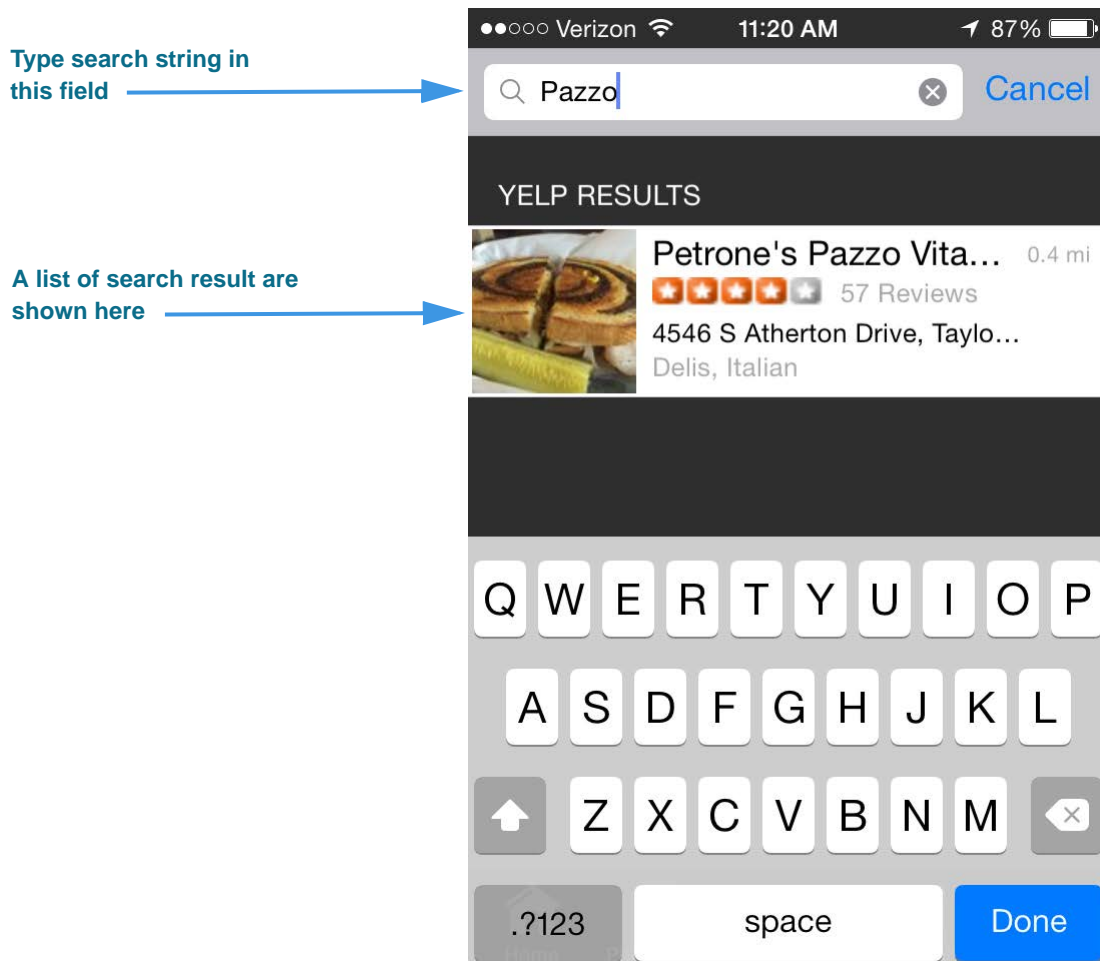 Verizon 11:20 AM 87%
Type search string in
this field
Pazzo Cancel
YELP RESULTS
Petrone's Pazzo Vita... 0.4 mi
57 Reviews
A list of search result are
shown here
4546 S Atherton Drive, Taylo...
Delis, Italian
Q W E R T Y U I O P
A S D F G H J K L
Z X C V B N M
.?123 space Done
Home